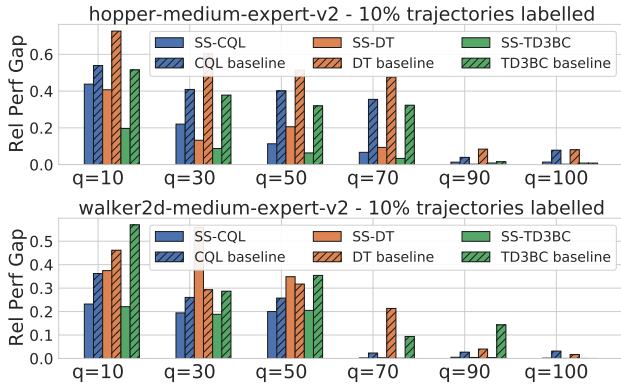 hopper-medium-expert-v2 - 10% trajectories labelled
Rel Perf Gap
0.6
0.4
0.2
0.0
SS-CQL SS-DT SS-TD3BC
CQL baseline DT baseline TD3BC baseline
q=10 q=30 q=50 q=70 q=90 q=100
walker2d-medium-expert-v2 - 10% trajectories labelled
Rel Perf Gap
0.5
0.4
0.3
0.2
0.1
0.0
SS-CQL SS-DT SS-TD3BC
CQL baseline DT baseline TD3BC baseline
q=10 q=30 q=50 q=70 q=90 q=100